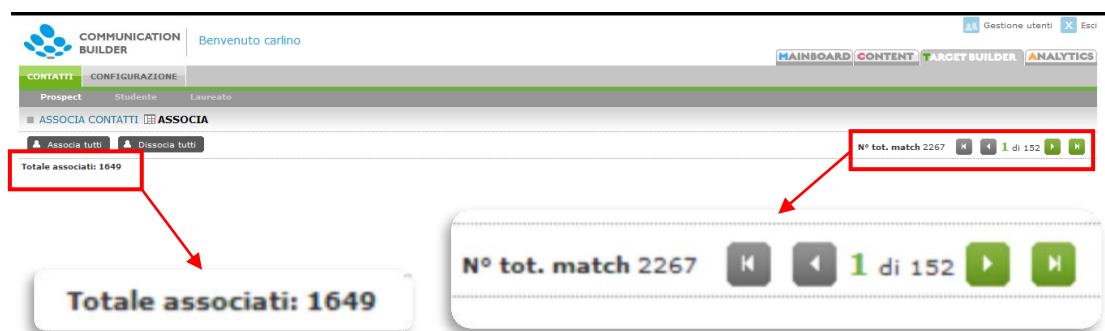 Gestione utenti X Esci
COMMUNICATION
BUILDER
Benvenuto carlino
MAINBOARD CONTENT TARGET BUILDER ANALYTICS
CONTATTI CONFIGURAZIONE
Prospect Studente Laureato
ASSOCIA CONTATTI ASSOCIA
Associa tutti Dissocia tutti
Nº tot. match 2267 1 di 152
Totale associati: 1649
Nº tot. match 2267 1 di 152
Totale associati: 1649